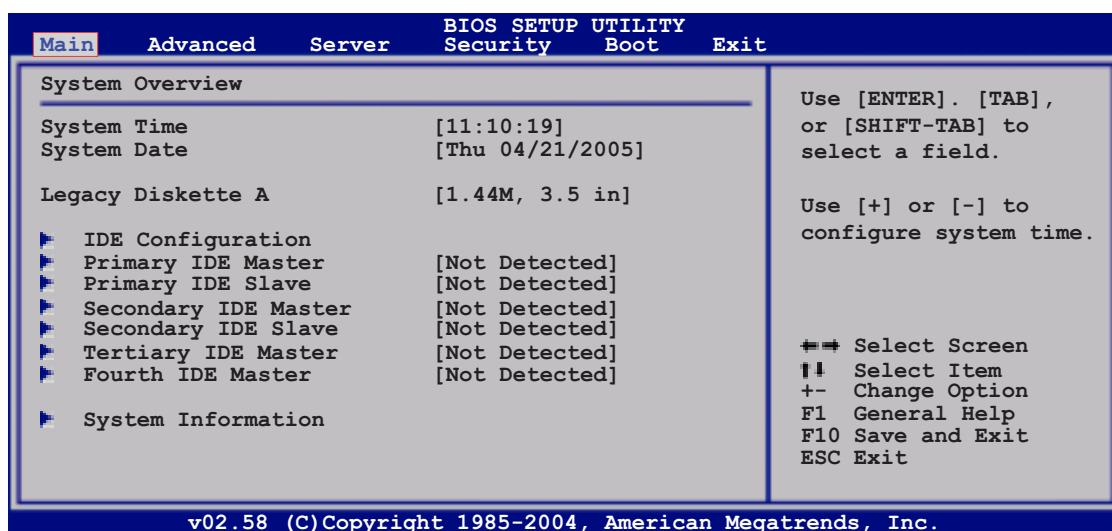 BIOS SETUP UTILITY
Main Advanced Server Security Boot Exit
System Overview
System Time [11:10:19]
System Date [Thu 04/21/2005]
Legacy Diskette A [1.44M, 3.5 in]
IDE Configuration
Primary IDE Master [Not Detected]
Primary IDE Slave [Not Detected]
Secondary IDE Master [Not Detected]
Secondary IDE Slave [Not Detected]
Tertiary IDE Master [Not Detected]
Fourth IDE Master [Not Detected]
System Information
Use [ENTER]. [TAB],
or [SHIFT-TAB] to
select a field.
Use [+] or [-] to
configure system time.
←→ Select Screen
↑↓ Select Item
+- Change Option
F1 General Help
F10 Save and Exit
ESC Exit
v02.58 (C)Copyright 1985-2004, American Megatrends, Inc.